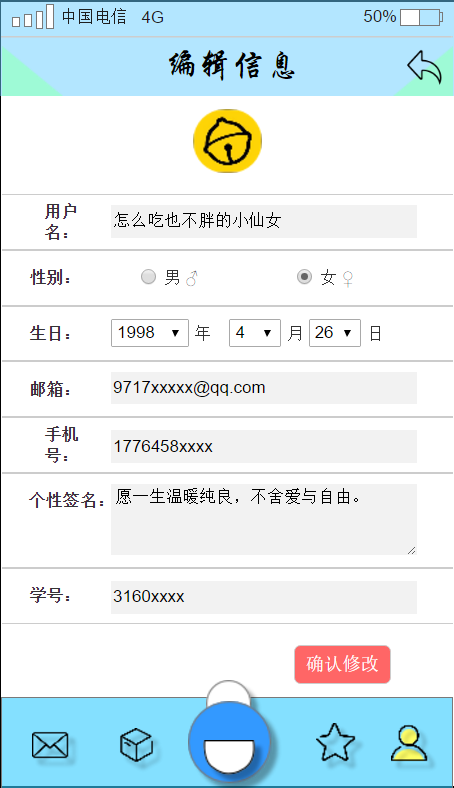 中国电信 4G 50%
编辑信息
用户名： 怎么吃也不胖的小仙女
性别： 男♂ 女♀
生日： 1998 年 4 月 26 日
邮箱： 9717xxxxx@qq.com
手机号： 1776458xxxx
个性签名： 愿一生温暖纯良，不舍爱与自由。
学号： 3160xxxx
确认修改